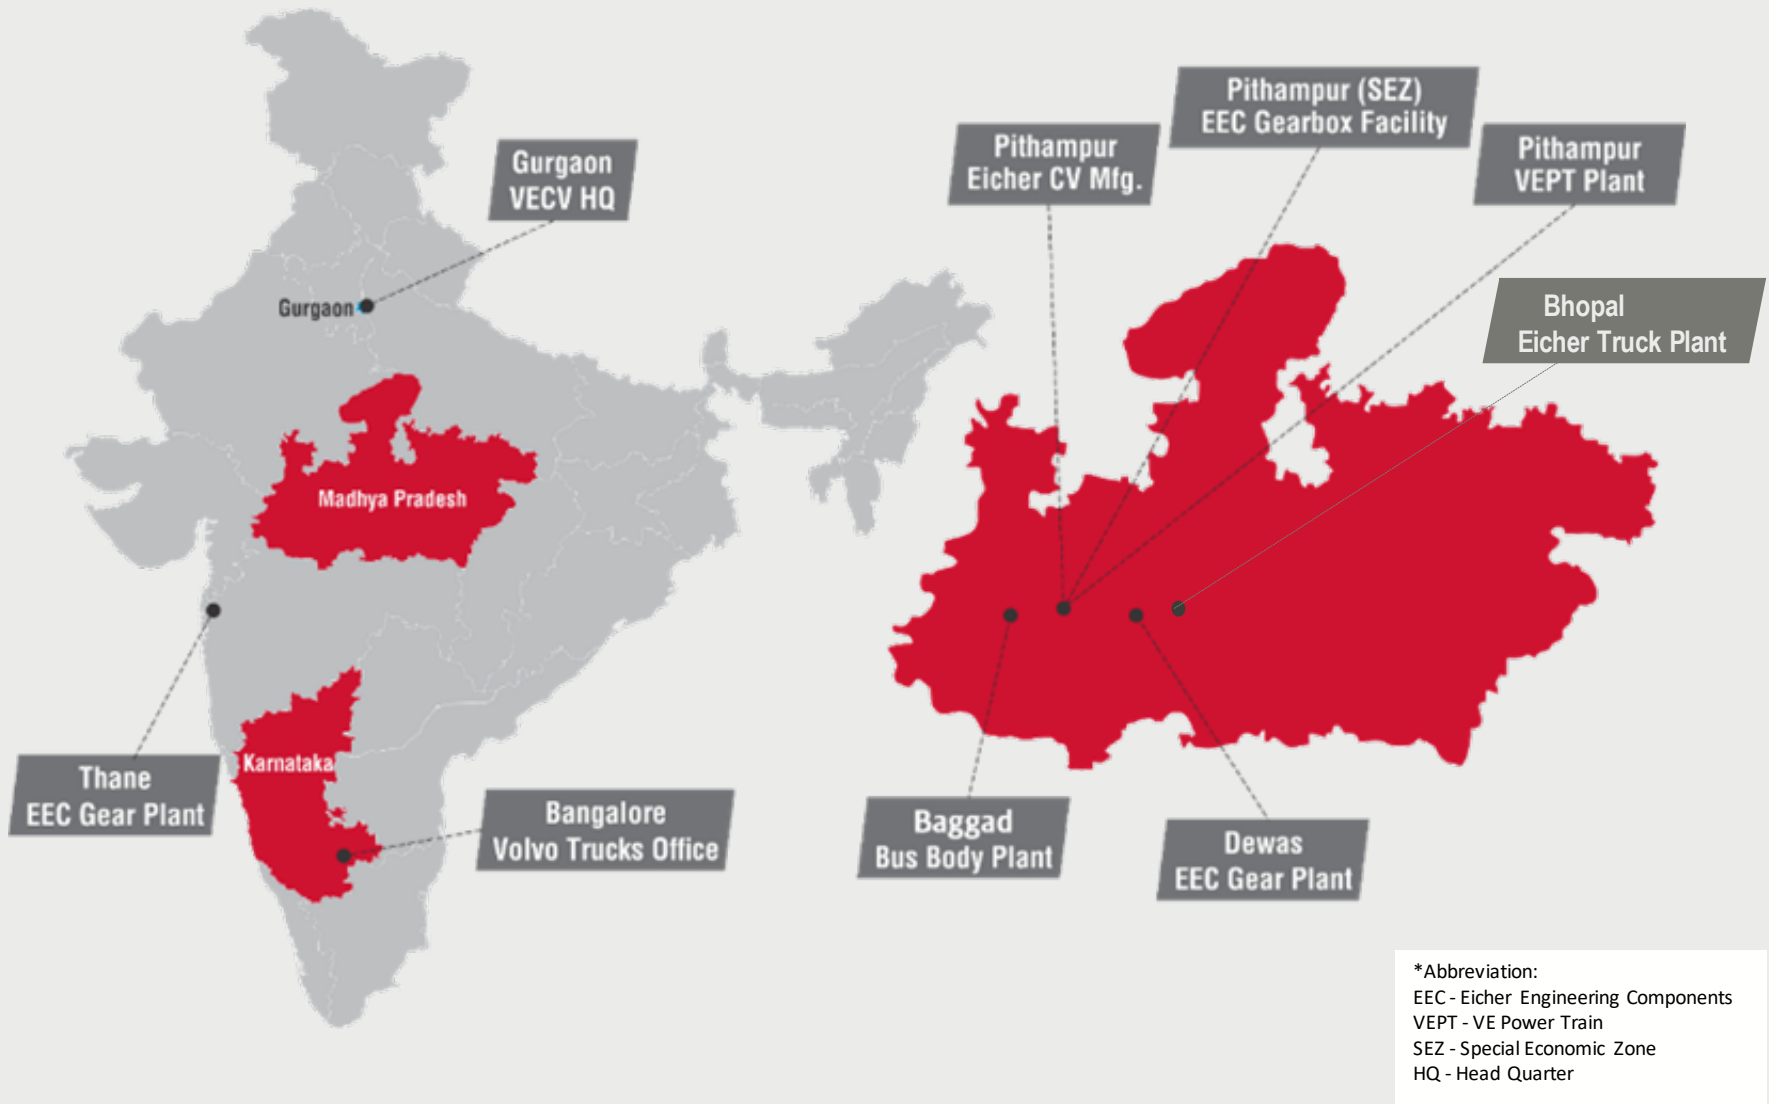 Gurgaon
VECV HQ
Gurgaon
Madhya Pradesh
Karnataka
Thane
EEC Gear Plant
Bangalore
Volvo Trucks Office
Pithampur
Eicher CV Mfg.
Pithampur (SEZ)
EEC Gearbox Facility
Pithampur
VEPT Plant
Bhopal
Eicher Truck Plant
Baggad
Bus Body Plant
Dewas
EEC Gear Plant
*Abbreviation:
EEC - Eicher Engineering Components
VEPT - VE Power Train
SEZ - Special Economic Zone
HQ - Head Quarter